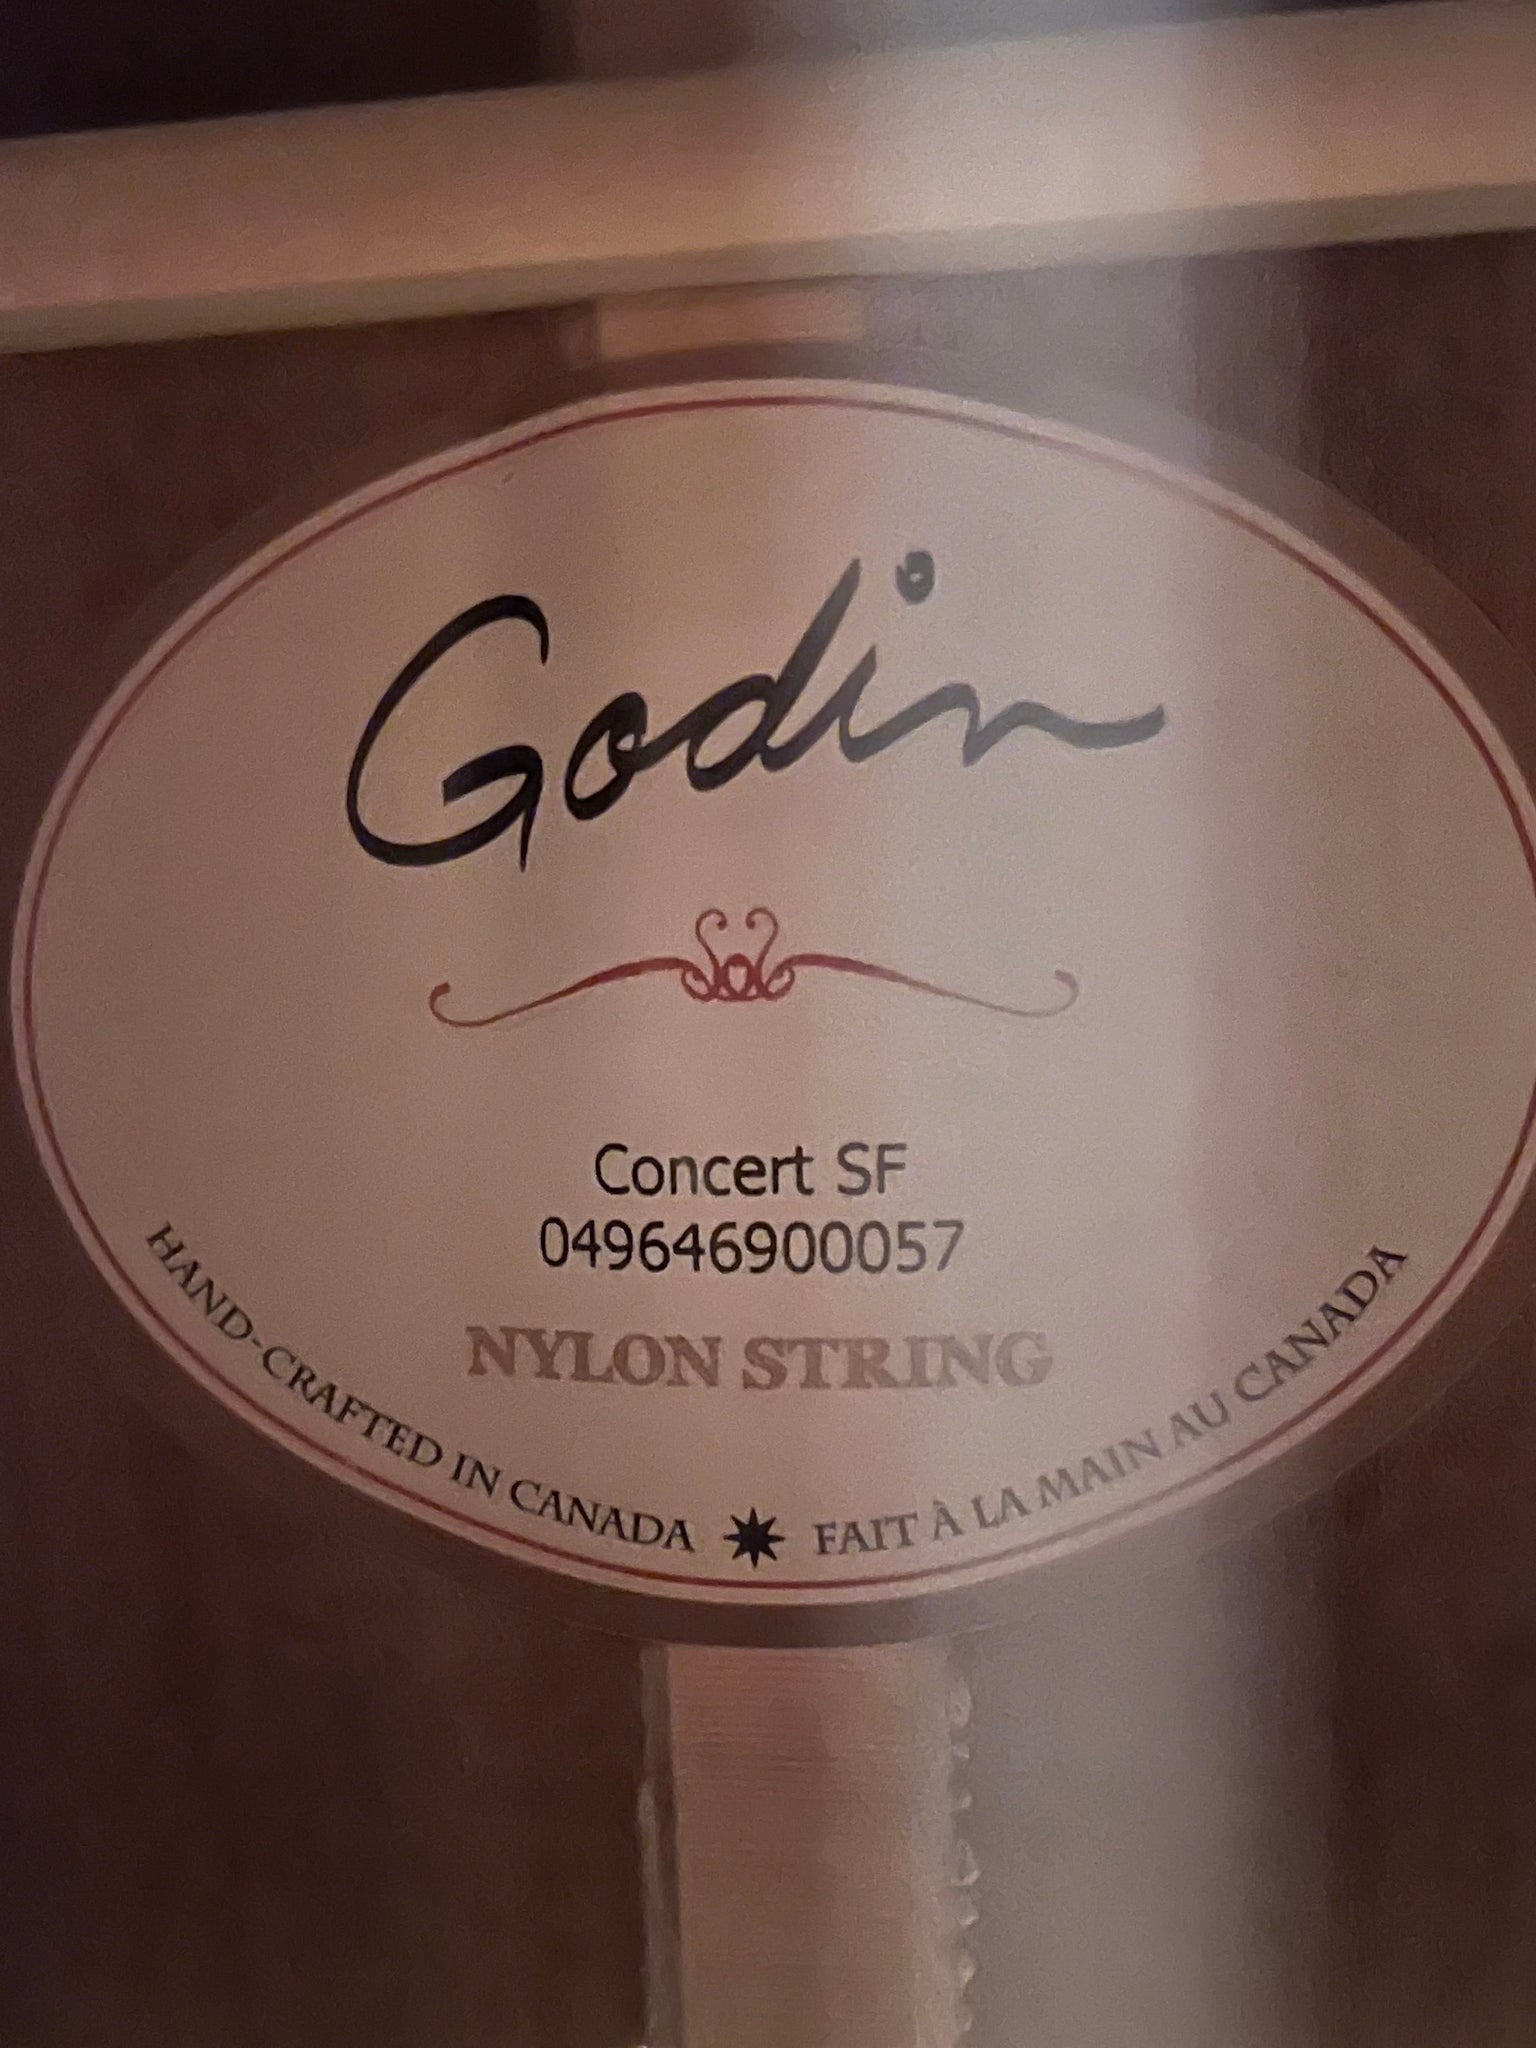 Godin
Concert SF
049646900057
NYLON STRING
HAND-CRAFTED IN CANADA ✷ FAIT À LA MAIN AU CANADA